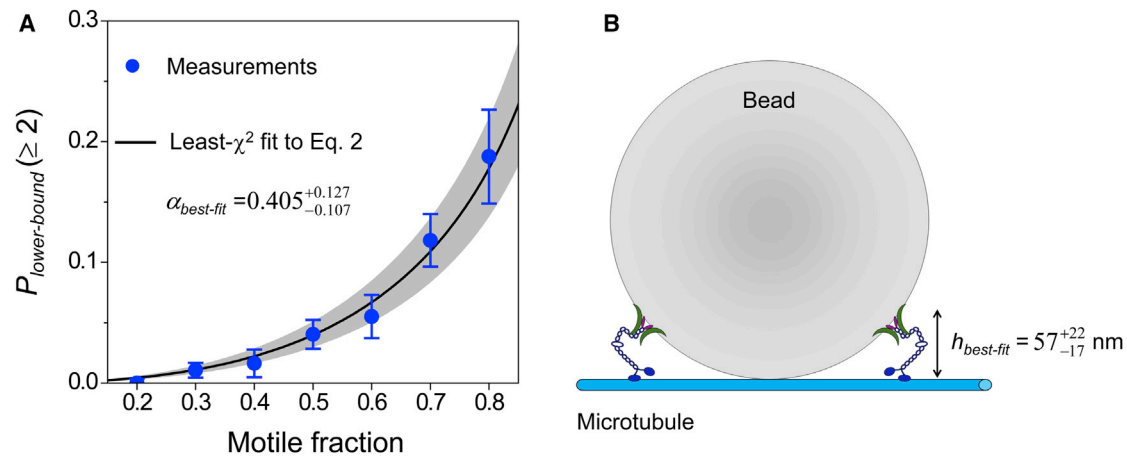 A
B
0.3
0.2
0.1
0.0
P_lower-bound (≥ 2)
Measurements
Least-χ² fit to Eq. 2
α_best-fit = 0.405 +0.127 −0.107
0.2 0.3 0.4 0.5 0.6 0.7 0.8
Motile fraction
Bead
h_best-fit = 57 +22 −17 nm
Microtubule